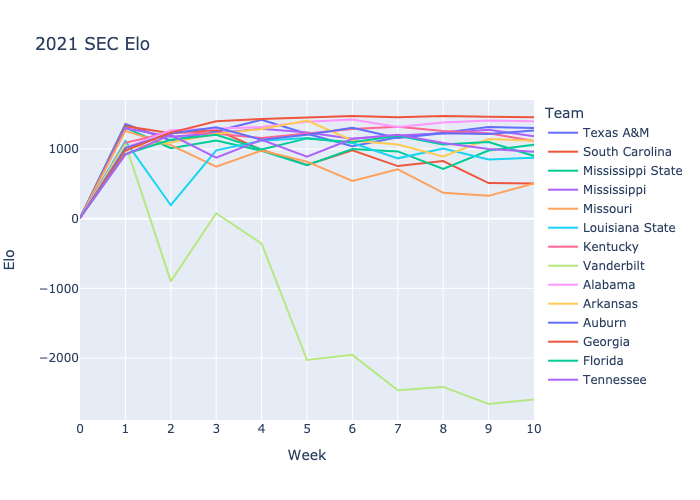 2021 SEC Elo
Team
Texas A&M
South Carolina
Mississippi State
Mississippi
Missouri
Louisiana State
Kentucky
Vanderbilt
Alabama
Arkansas
Auburn
Georgia
Florida
Tennessee
1000
0
−1000
−2000
Elo
0 1 2 3 4 5 6 7 8 9 10
Week